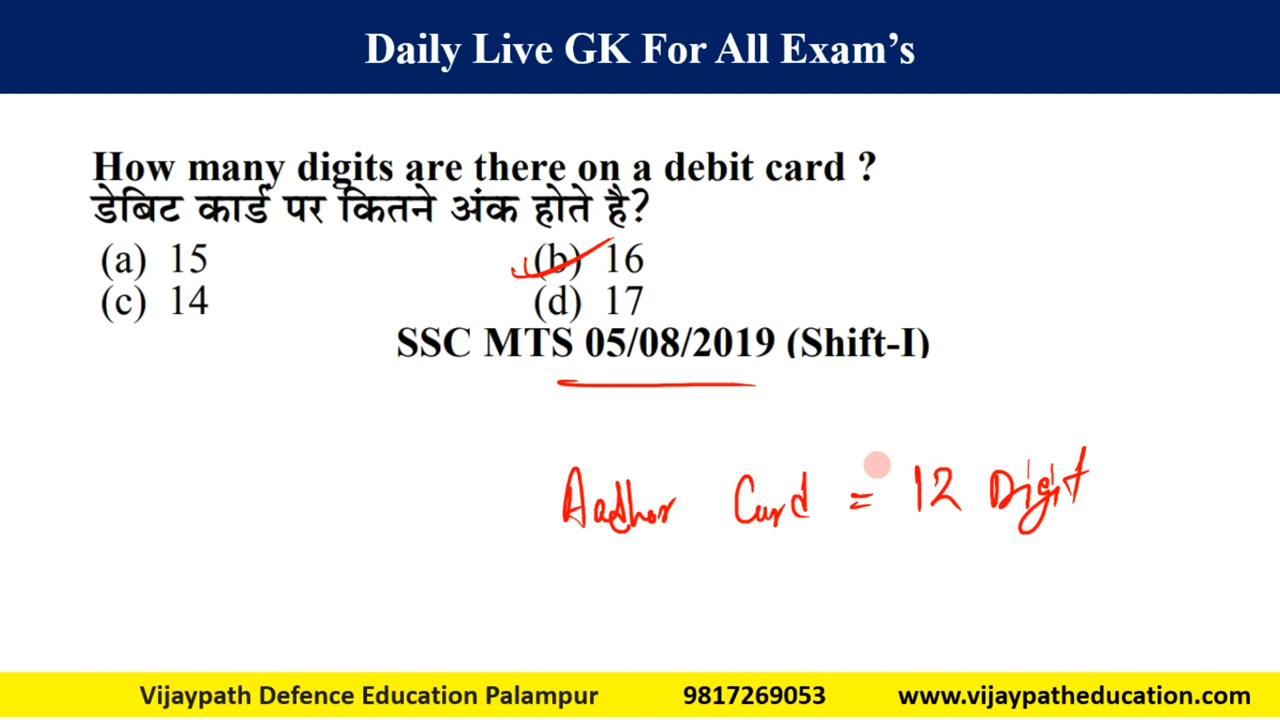 Daily Live GK For All Exam's
How many digits are there on a debit card ?
डेबिट कार्ड पर कितने अंक होते है?
(a) 15 (b) 16
(c) 14 (d) 17
SSC MTS 05/08/2019 (Shift-I)
Aadhar Card = 12 Digit
Vijaypath Defence Education Palampur 9817269053 www.vijaypatheducation.com